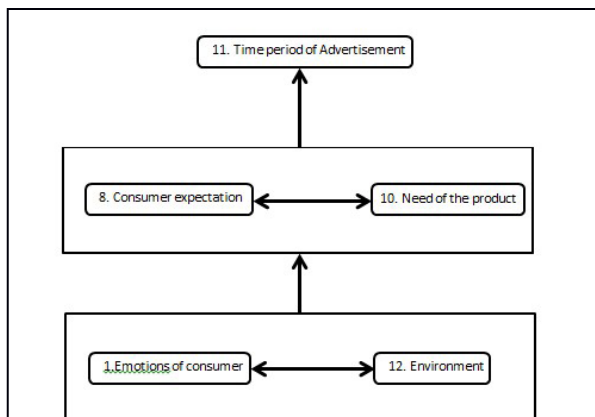 11. Time period of Advertisement
8. Consumer expectation
10. Need of the product
1.Emotions of consumer
12. Environment